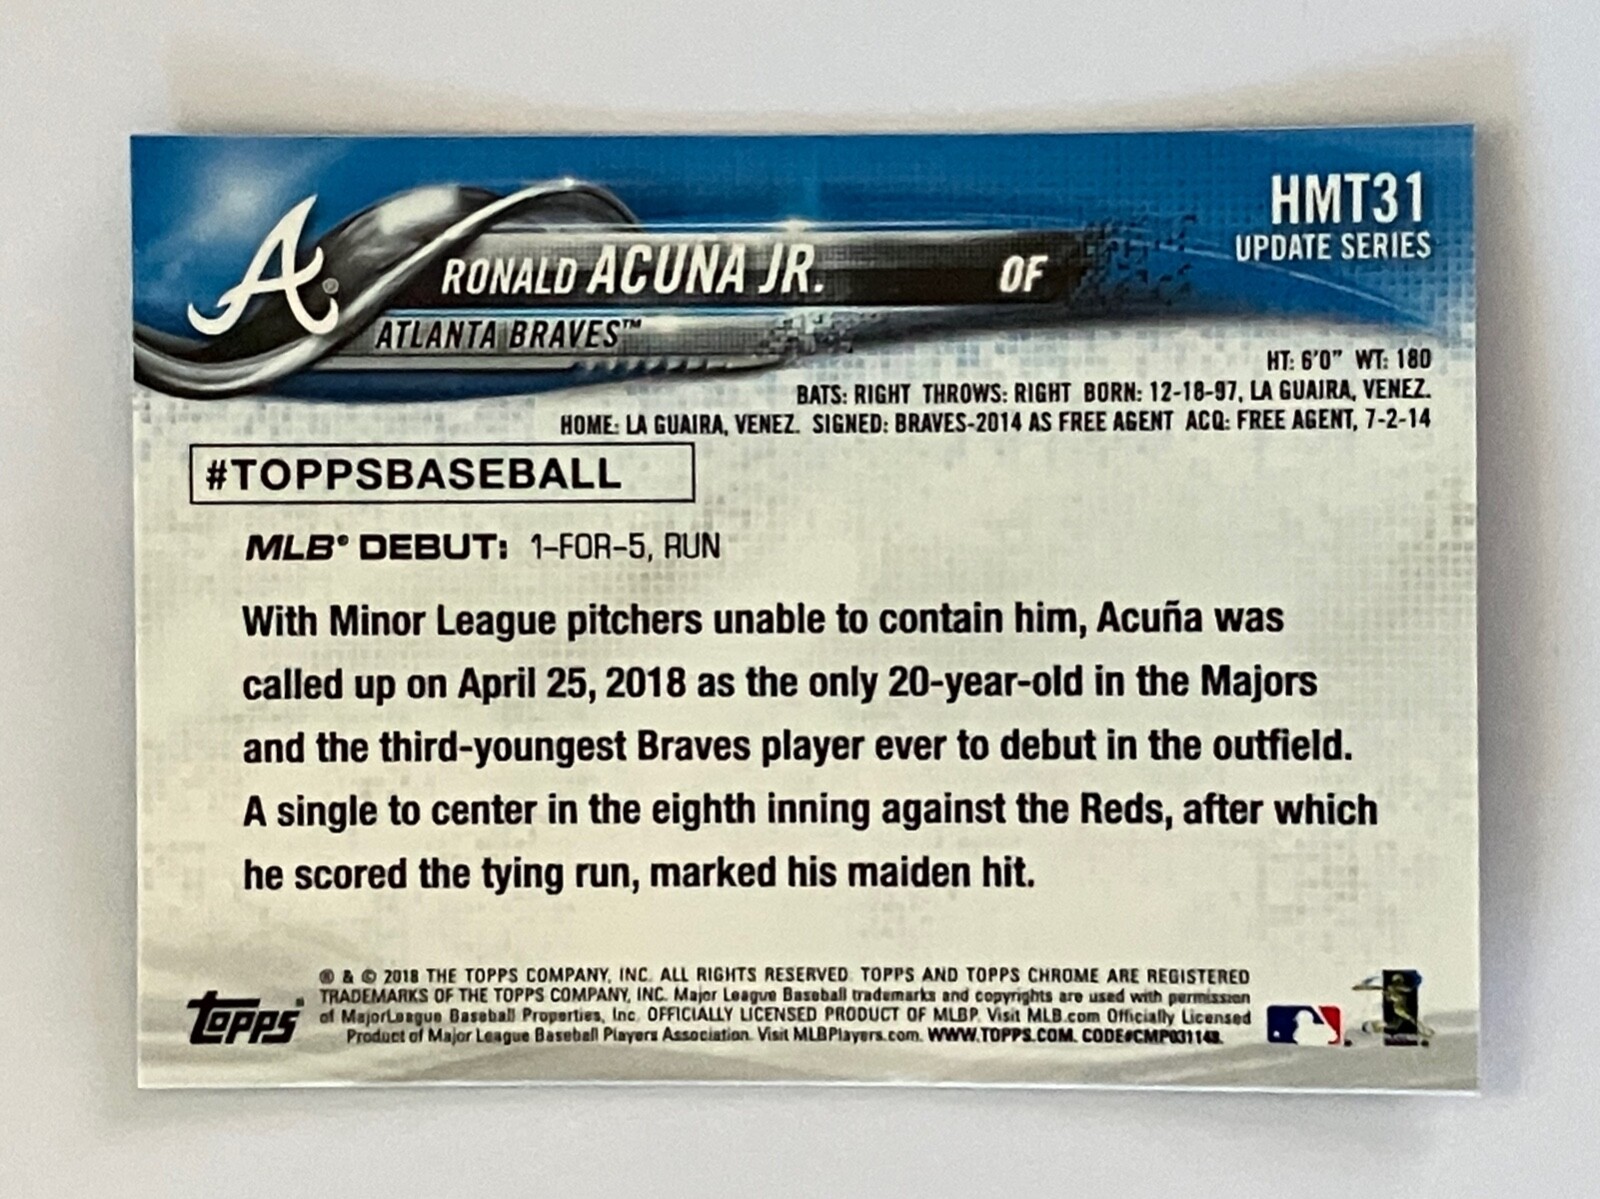 HMT31
UPDATE SERIES
A®
RONALD ACUÑA JR. OF
ATLANTA BRAVES™
HT: 6'0" WT: 180
BATS: RIGHT THROWS: RIGHT BORN: 12-18-97, LA GUAIRA, VENEZ.
HOME: LA GUAIRA, VENEZ. SIGNED: BRAVES-2014 AS FREE AGENT ACQ: FREE AGENT, 7-2-14
#TOPPSBASEBALL
MLB® DEBUT: 1-FOR-5, RUN
With Minor League pitchers unable to contain him, Acuña was
called up on April 25, 2018 as the only 20-year-old in the Majors
and the third-youngest Braves player ever to debut in the outfield.
A single to center in the eighth inning against the Reds, after which
he scored the tying run, marked his maiden hit.
Topps®
® & © 2018 THE TOPPS COMPANY, INC. ALL RIGHTS RESERVED. TOPPS AND TOPPS CHROME ARE REGISTERED
TRADEMARKS OF THE TOPPS COMPANY, INC. Major League Baseball trademarks and copyrights are used with permission
of MajorLeague Baseball Properties, Inc. OFFICIALLY LICENSED PRODUCT OF MLBP. Visit MLB.com Officially Licensed
Product of Major League Baseball Players Association. Visit MLBPlayers.com. WWW.TOPPS.COM. CODE#CMP031148.